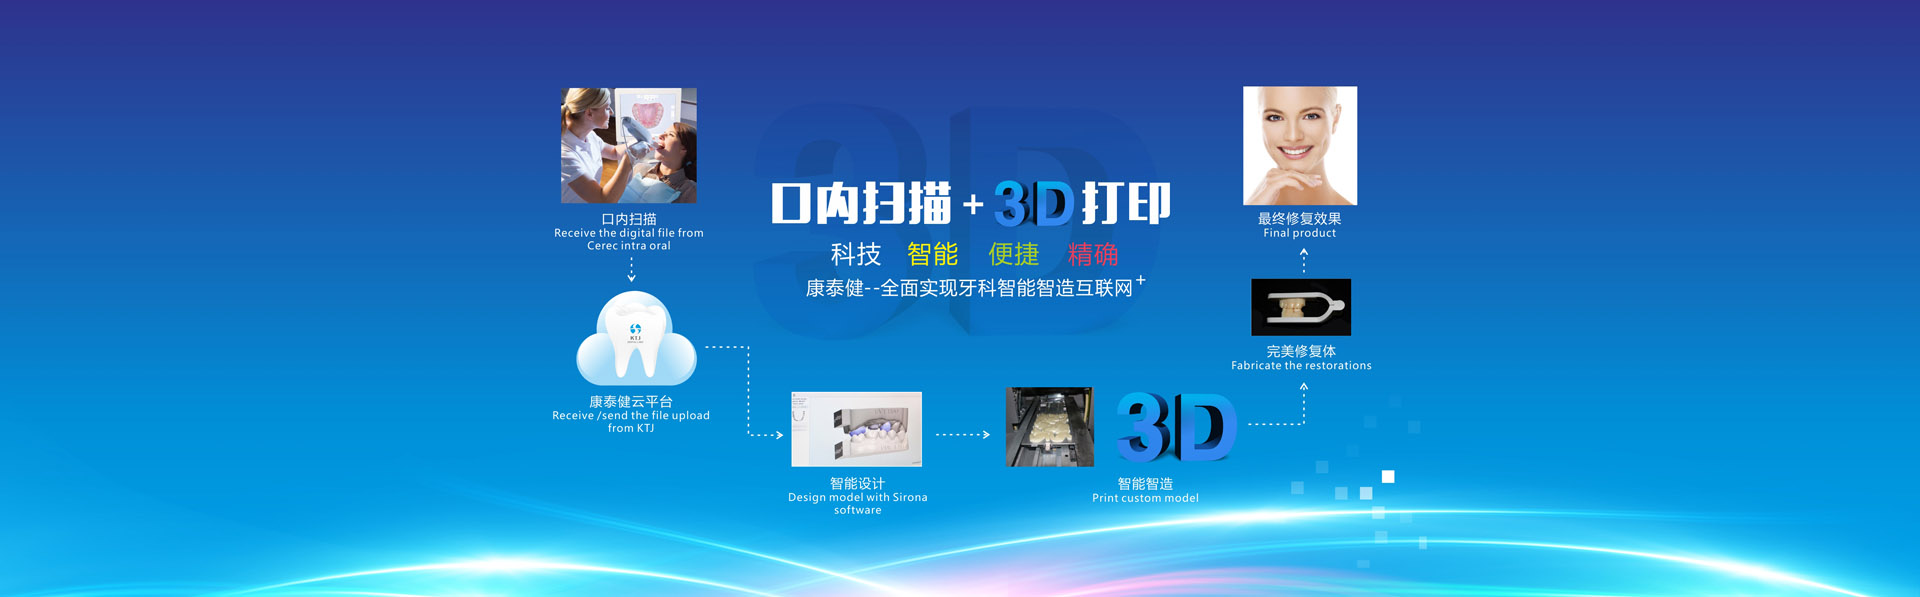 口内扫描
Receive the digital file from
Cerec intra oral
KTJ
康泰健云平台
Receive /send the file upload
from KTJ
口内扫描+3D打印
科技 智能 便捷 精确
康泰健--全面实现牙科智能智造互联网+
智能设计
Design model with Sirona
software
3D
智能智造
Print custom model
完美修复体
Fabricate the restorations
最终修复效果
Final product